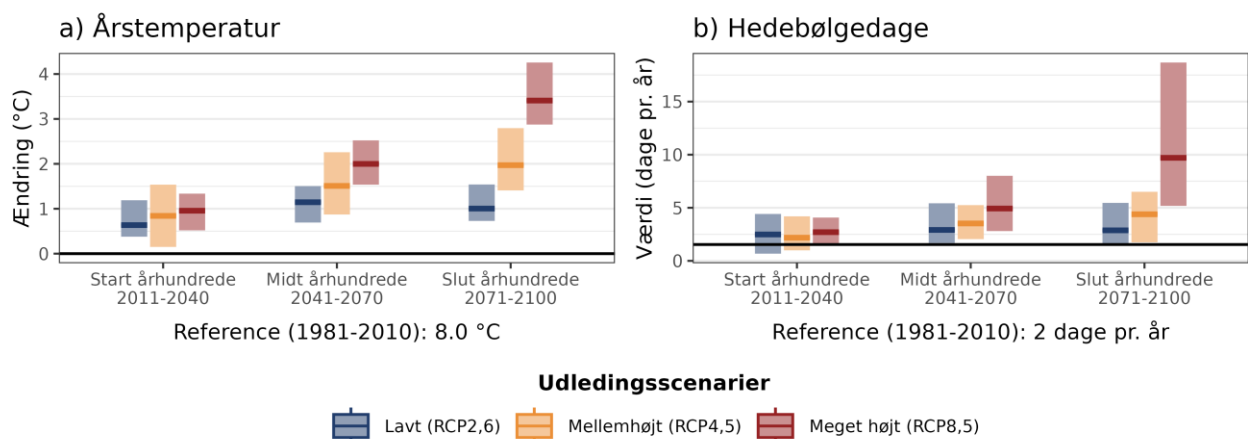 a) Årstemperatur
Ændring (°C)
4
3
2
1
0
Start århundrede
2011-2040
Midt århundrede
2041-2070
Slut århundrede
2071-2100
Reference (1981-2010): 8.0 °C
b) Hedebølgedage
Værdi (dage pr. år)
15
10
5
0
Start århundrede
2011-2040
Midt århundrede
2041-2070
Slut århundrede
2071-2100
Reference (1981-2010): 2 dage pr. år
Udledingsscenarier
Lavt (RCP2,6)
Mellemhøjt (RCP4,5)
Meget højt (RCP8,5)